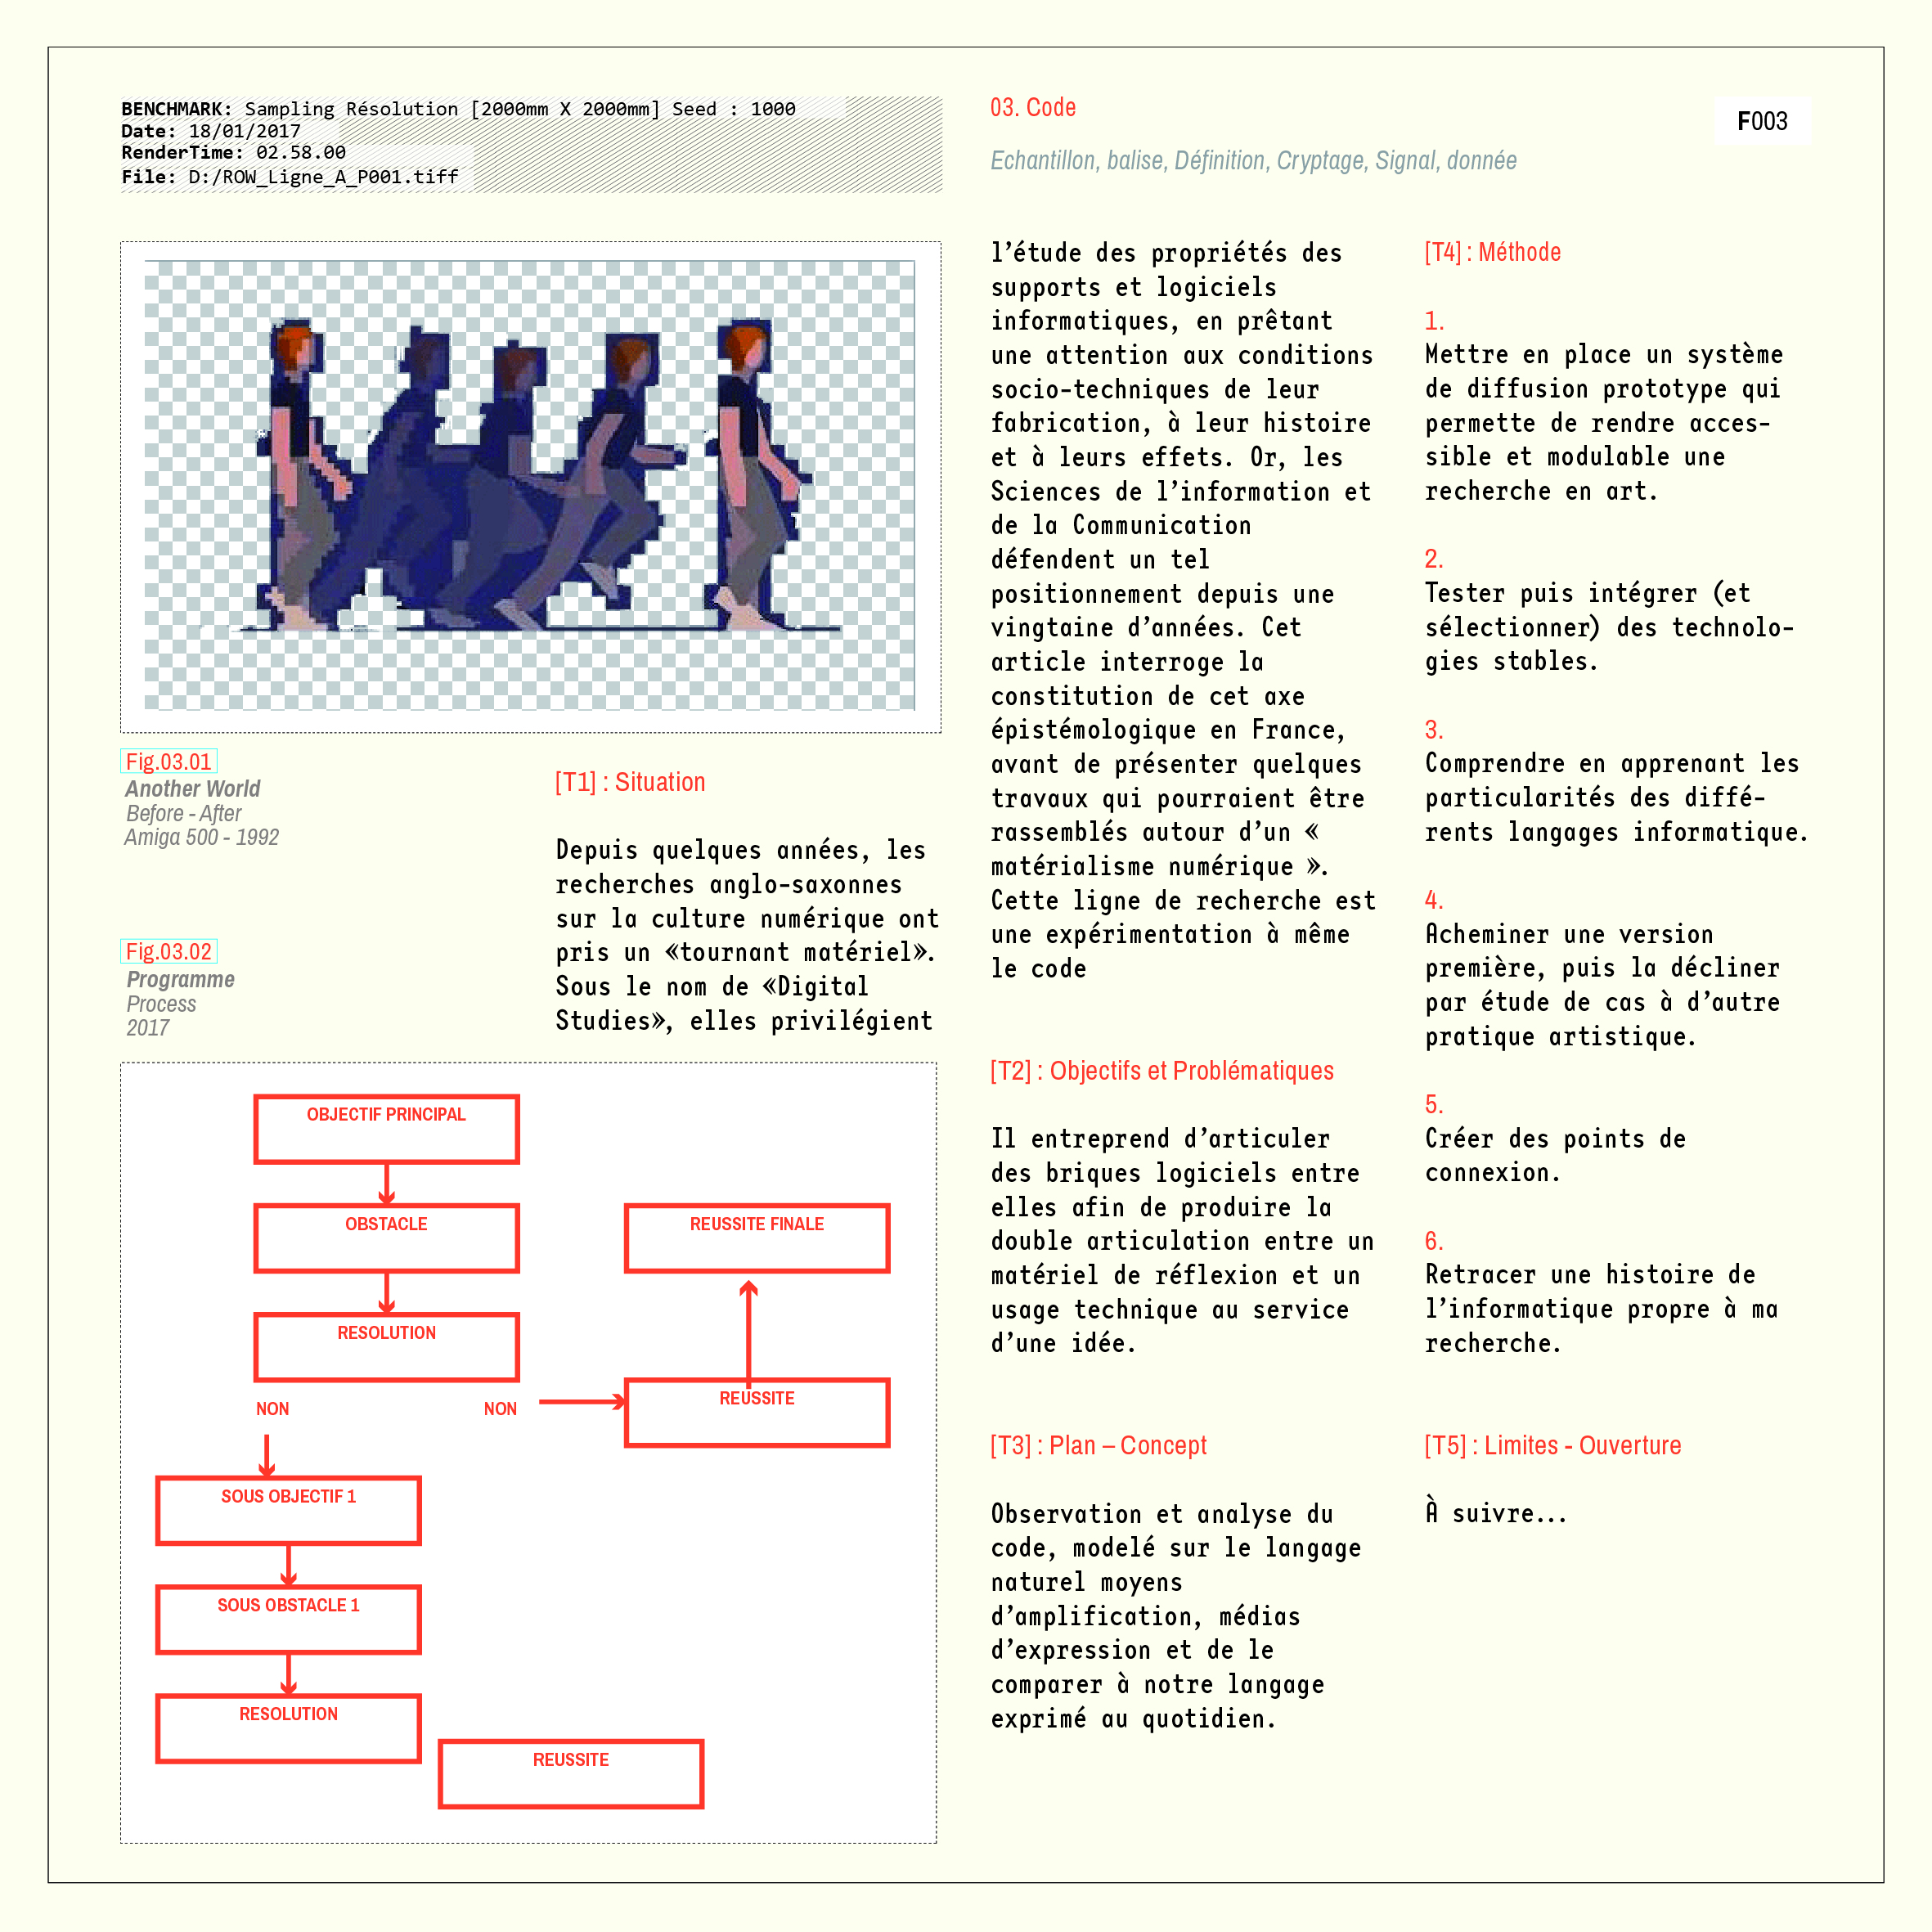 BENCHMARK: Sampling Résolution [2000mm X 2000mm] Seed : 1000
Date: 18/01/2017
RenderTime: 02.58.00
File: D:/ROW_Ligne_A_P001.tiff
03. Code
Echantillon, balise, Définition, Cryptage, Signal, donnée
F003
Fig.03.01
Another World
Before - After
Amiga 500 - 1992
Fig.03.02
Programme
Process
2017
[T1] : Situation
Depuis quelques années, les
recherches anglo-saxonnes
sur la culture numérique ont
pris un «tournant matériel».
Sous le nom de «Digital
Studies», elles privilégient
OBJECTIF PRINCIPAL
OBSTACLE
REUSSITE FINALE
RESOLUTION
NON
NON
REUSSITE
SOUS OBJECTIF 1
SOUS OBSTACLE 1
RESOLUTION
REUSSITE
l’étude des propriétés des
supports et logiciels
informatiques, en prêtant
une attention aux conditions
socio-techniques de leur
fabrication, à leur histoire
et à leurs effets. Or, les
Sciences de l’information et
de la Communication
défendent un tel
positionnement depuis une
vingtaine d’années. Cet
article interroge la
constitution de cet axe
épistémologique en France,
avant de présenter quelques
travaux qui pourraient être
rassemblés autour d’un «
matérialisme numérique ».
Cette ligne de recherche est
une expérimentation à même
le code
[T2] : Objectifs et Problématiques
Il entreprend d’articuler
des briques logiciels entre
elles afin de produire la
double articulation entre un
matériel de réflexion et un
usage technique au service
d’une idée.
[T3] : Plan – Concept
Observation et analyse du
code, modelé sur le langage
naturel moyens
d’amplification, médias
d’expression et de le
comparer à notre langage
exprimé au quotidien.
[T4] : Méthode
1.
Mettre en place un système
de diffusion prototype qui
permette de rendre acces-
sible et modulable une
recherche en art.
2.
Tester puis intégrer (et
sélectionner) des technolo-
gies stables.
3.
Comprendre en apprenant les
particularités des diffé-
rents langages informatique.
4.
Acheminer une version
première, puis la décliner
par étude de cas à d’autre
pratique artistique.
5.
Créer des points de
connexion.
6.
Retracer une histoire de
l’informatique propre à ma
recherche.
[T5] : Limites - Ouverture
À suivre...